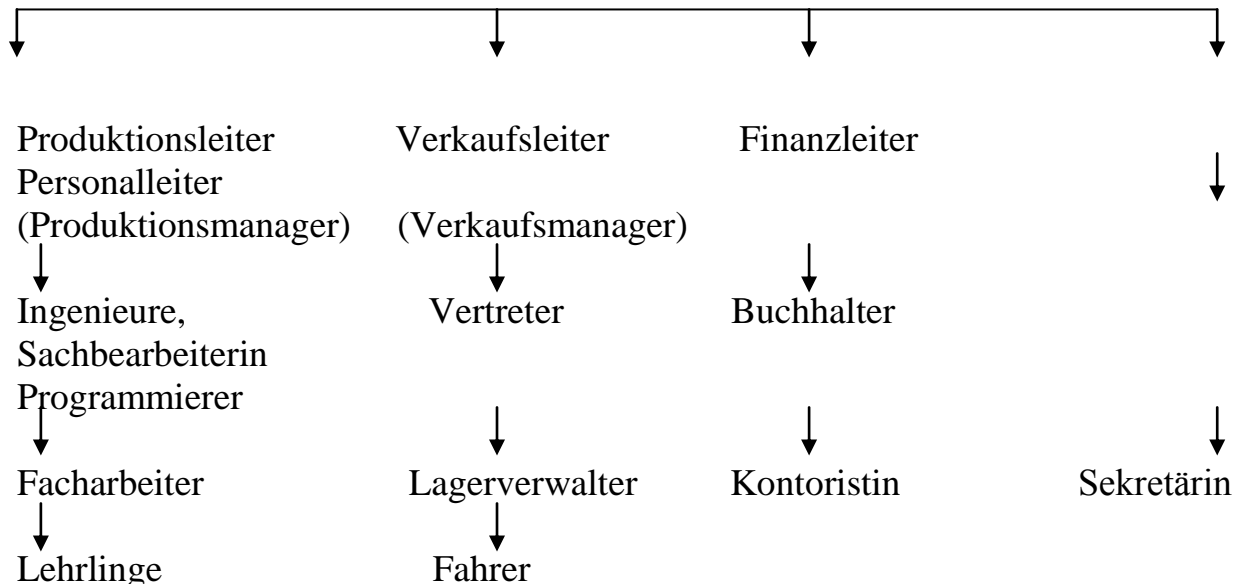 Produktionsleiter Verkaufsleiter Finanzleiter
Personalleiter
(Produktionsmanager) (Verkaufsmanager)
Ingenieure, Vertreter Buchhalter
Sachbearbeiterin
Programmierer
Facharbeiter Lagerverwalter Kontoristin Sekretärin
Lehrlinge Fahrer